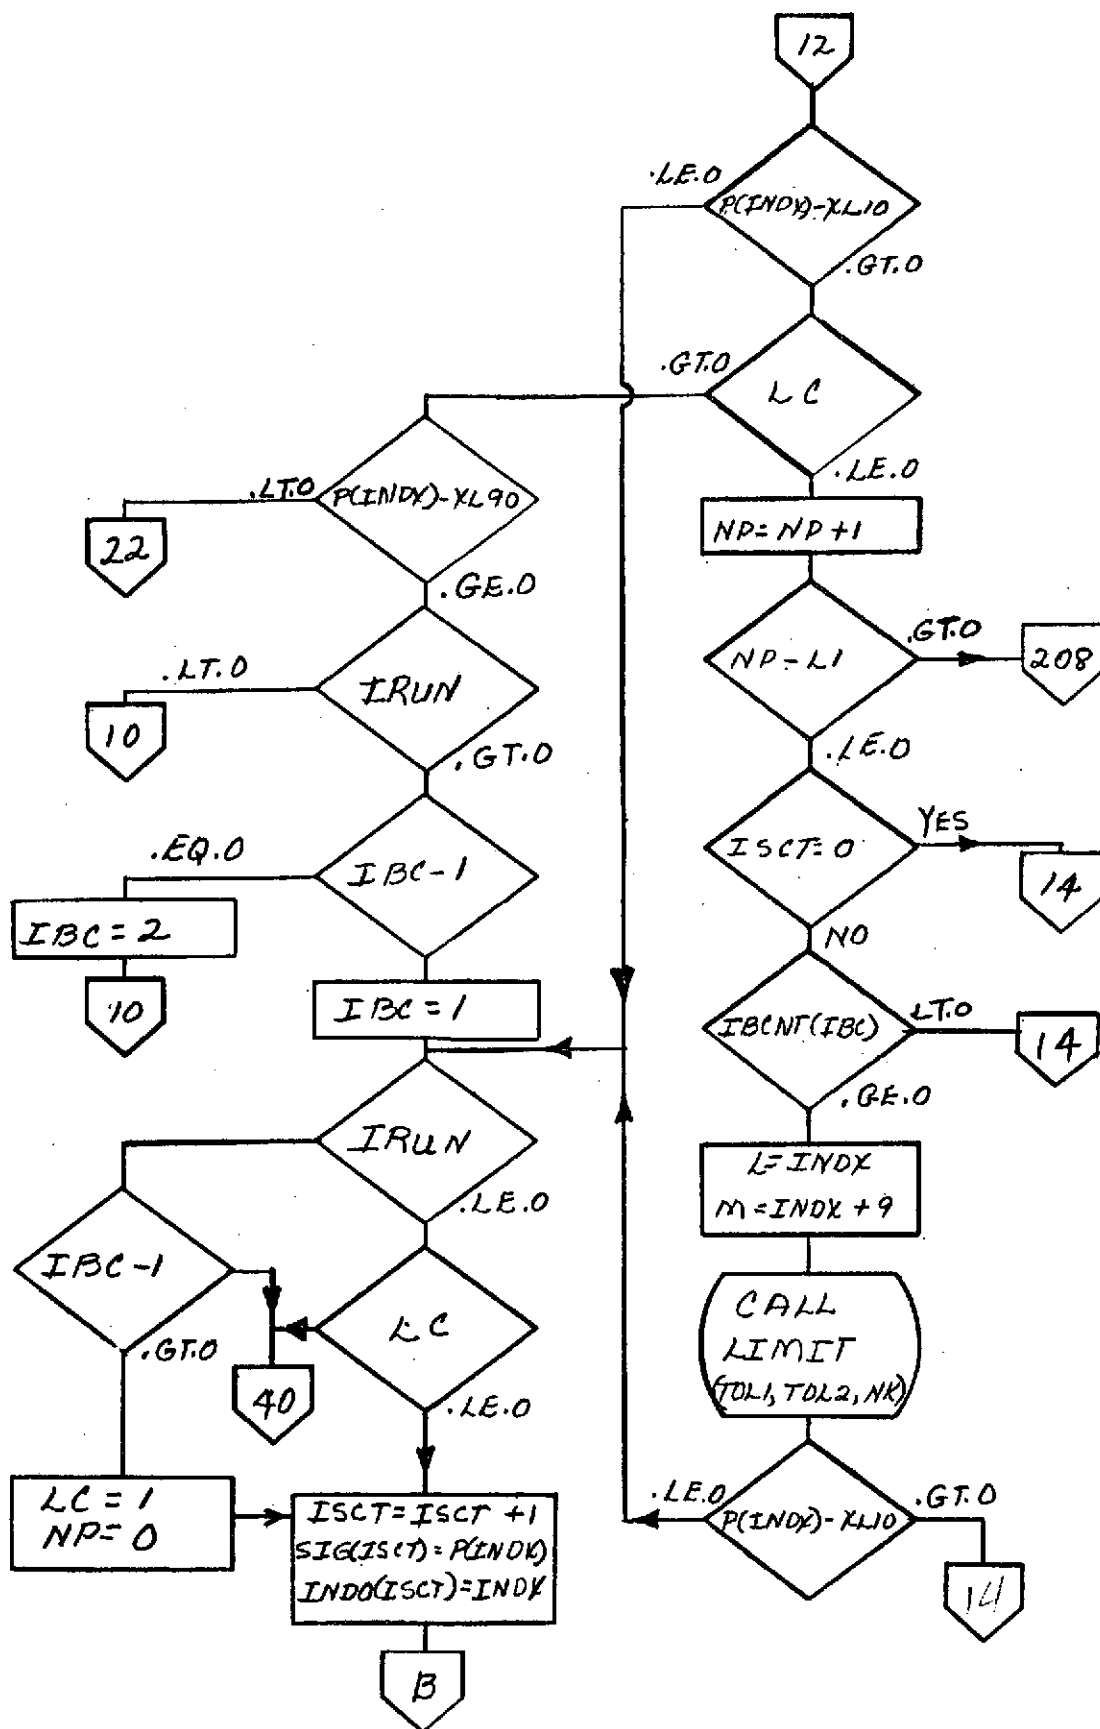 12
.LE.0
P(INDX)-XL10
.GT.0
.GT.0
LC
.LE.0
.LT.0
P(INDX)-XL90
22
.GE.0
NP=NP+1
.LT.0
IRUN
10
.GT.0
NP-L1
.GT.0
208
.LE.0
.EQ.0
IBC-1
IBC=2
10
ISCT=0
YES
14
NO
IBC=1
IBCNT(IBC)
.LT.0
14
.GE.0
IRUN
.LE.0
L=INDX
M=INDX+9
IBC-1
.GT.0
LC
40
.LE.0
CALL
LIMIT
(TOL1, TOL2, NK)
LC=1
NP=0
ISCT=ISCT+1
SIG(ISCT)=P(INDX)
INDO(ISCT)=INDX
B
.LE.0
P(INDX)-XL10
.GT.0
14